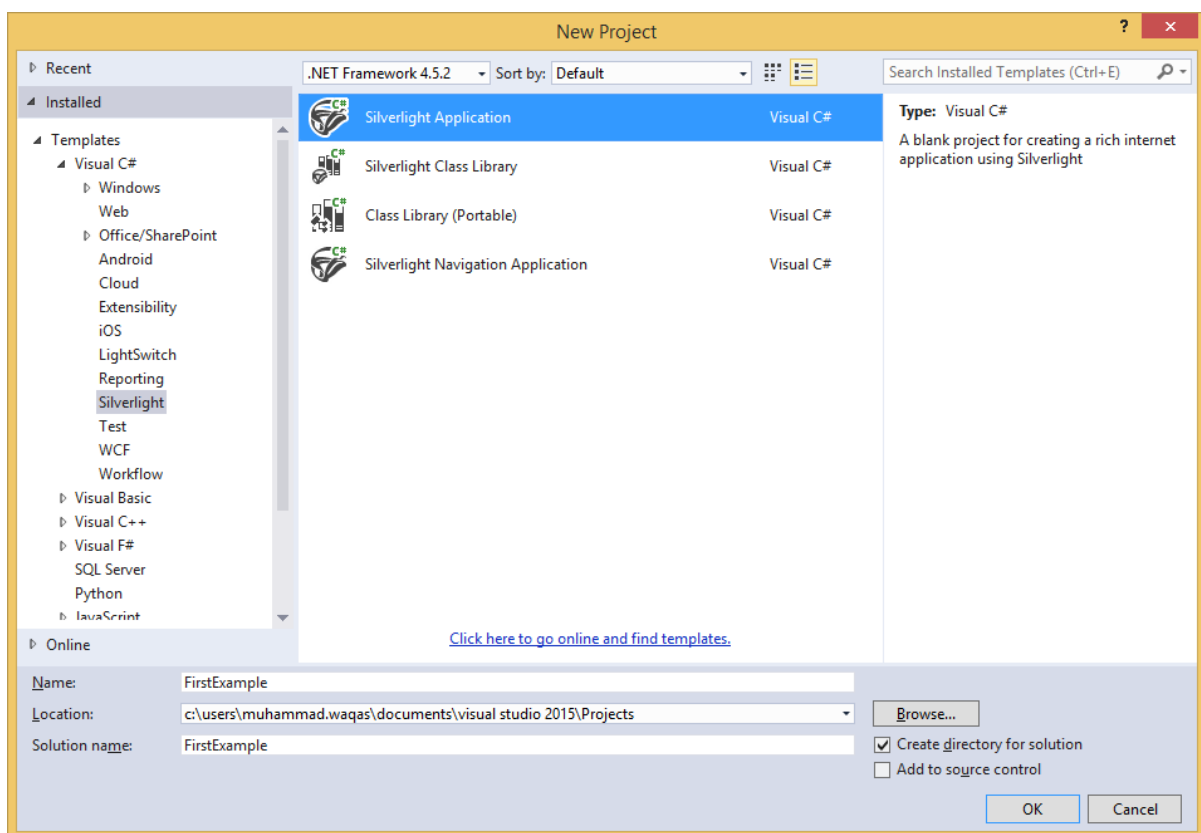 New Project
?
Recent
.NET Framework 4.5.2 Sort by: Default
Search Installed Templates (Ctrl+E)
Installed
Templates
Visual C#
Windows
Web
Office/SharePoint
Android
Cloud
Extensibility
iOS
LightSwitch
Reporting
Silverlight
Test
WCF
Workflow
Visual Basic
Visual C++
Visual F#
SQL Server
Python
JavaScript
Online
C# Silverlight Application Visual C#
C# Silverlight Class Library Visual C#
C# Class Library (Portable) Visual C#
C# Silverlight Navigation Application Visual C#
Click here to go online and find templates.
Type: Visual C#
A blank project for creating a rich internet
application using Silverlight
Name: FirstExample
Location: c:\users\muhammad.waqas\documents\visual studio 2015\Projects
Browse...
Solution name: FirstExample
Create directory for solution
Add to source control
OK Cancel